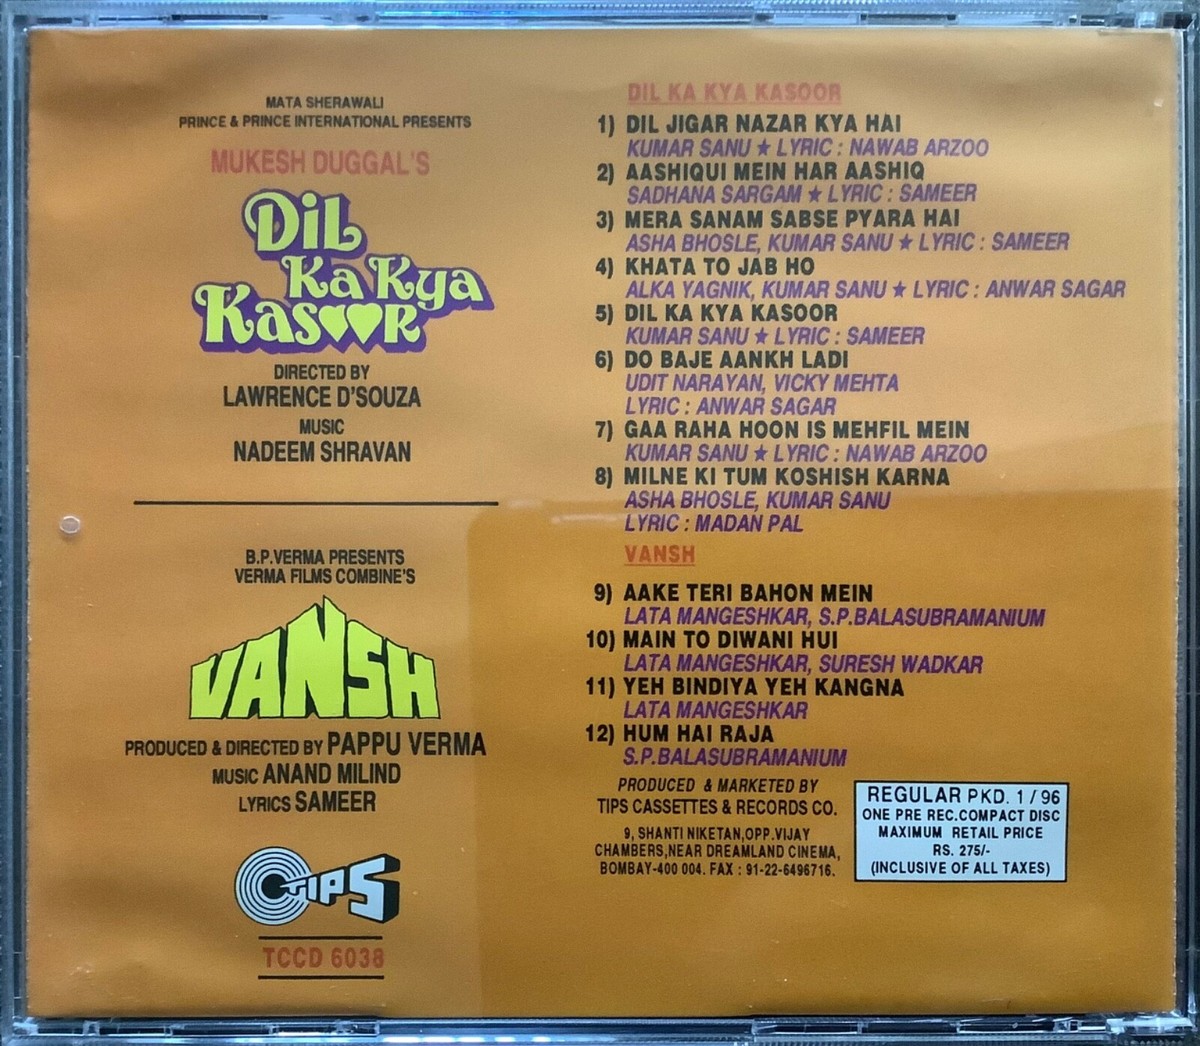 MATA SHERAWALI
PRINCE & PRINCE INTERNATIONAL PRESENTS
MUKESH DUGGAL'S
DiL
Ka Kya
KasooR
DIRECTED BY
LAWRENCE D'SOUZA
MUSIC
NADEEM SHRAVAN
B.P.VERMA PRESENTS
VERMA FILMS COMBINE'S
VANSH
PRODUCED & DIRECTED BY PAPPU VERMA
MUSIC ANAND MILIND
LYRICS SAMEER
TIPS
TCCD 6038
DIL KA KYA KASOOR
1) DIL JIGAR NAZAR KYA HAI
KUMAR SANU ★ LYRIC : NAWAB ARZOO
2) AASHIQUI MEIN HAR AASHIQ
SADHANA SARGAM ★ LYRIC : SAMEER
3) MERA SANAM SABSE PYARA HAI
ASHA BHOSLE, KUMAR SANU ★ LYRIC : SAMEER
4) KHATA TO JAB HO
ALKA YAGNIK, KUMAR SANU ★ LYRIC : ANWAR SAGAR
5) DIL KA KYA KASOOR
KUMAR SANU ★ LYRIC : SAMEER
6) DO BAJE AANKH LADI
UDIT NARAYAN, VICKY MEHTA
LYRIC : ANWAR SAGAR
7) GAA RAHA HOON IS MEHFIL MEIN
KUMAR SANU ★ LYRIC : NAWAB ARZOO
8) MILNE KI TUM KOSHISH KARNA
ASHA BHOSLE, KUMAR SANU
LYRIC : MADAN PAL
VANSH
9) AAKE TERI BAHON MEIN
LATA MANGESHKAR, S.P.BALASUBRAMANIUM
10) MAIN TO DIWANI HUI
LATA MANGESHKAR, SURESH WADKAR
11) YEH BINDIYA YEH KANGNA
LATA MANGESHKAR
12) HUM HAI RAJA
S.P.BALASUBRAMANIUM
PRODUCED & MARKETED BY
TIPS CASSETTES & RECORDS CO.
9, SHANTI NIKETAN,OPP.VIJAY
CHAMBERS,NEAR DREAMLAND CINEMA,
BOMBAY-400 004. FAX : 91-22-6496716.
REGULAR PKD. 1 / 96
ONE PRE REC.COMPACT DISC
MAXIMUM RETAIL PRICE
RS. 275/-
(INCLUSIVE OF ALL TAXES)